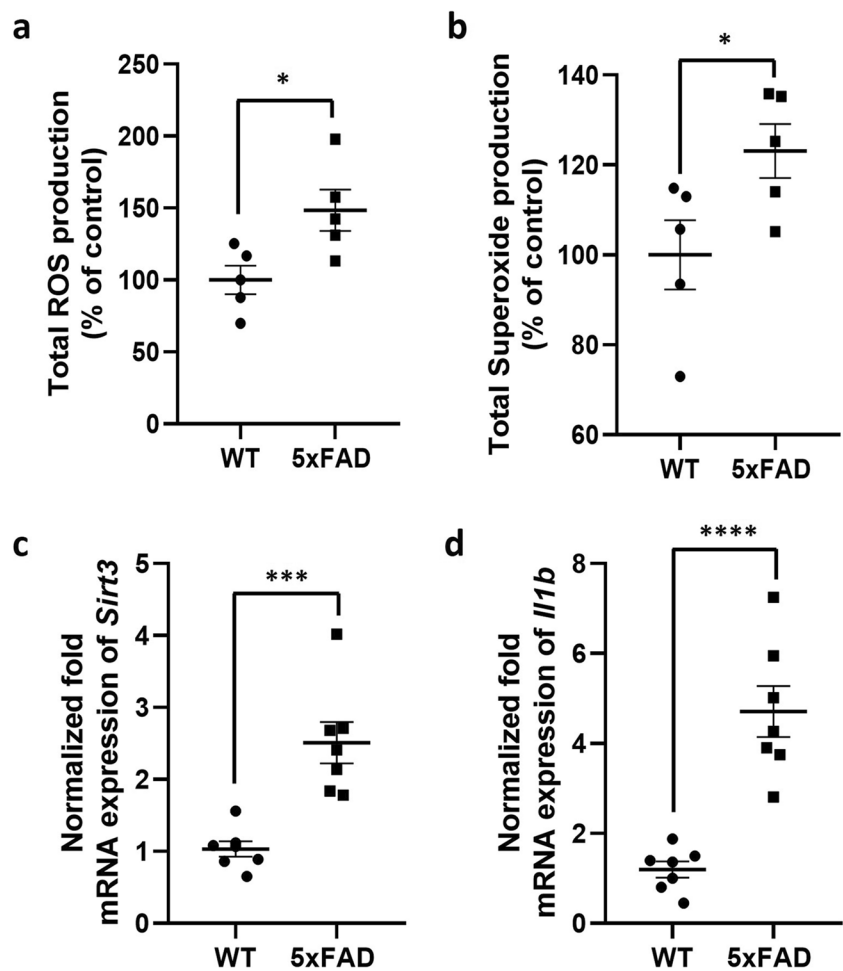 a
Total ROS production
(% of control)
250
200
150
100
50
0
*
WT
5xFAD
b
Total Superoxide production
(% of control)
140
120
100
80
60
*
WT
5xFAD
c
Normalized fold
mRNA expression of Sirt3
5
4
3
2
1
0
***
WT
5xFAD
d
Normalized fold
mRNA expression of Il1b
8
6
4
2
0
****
WT
5xFAD